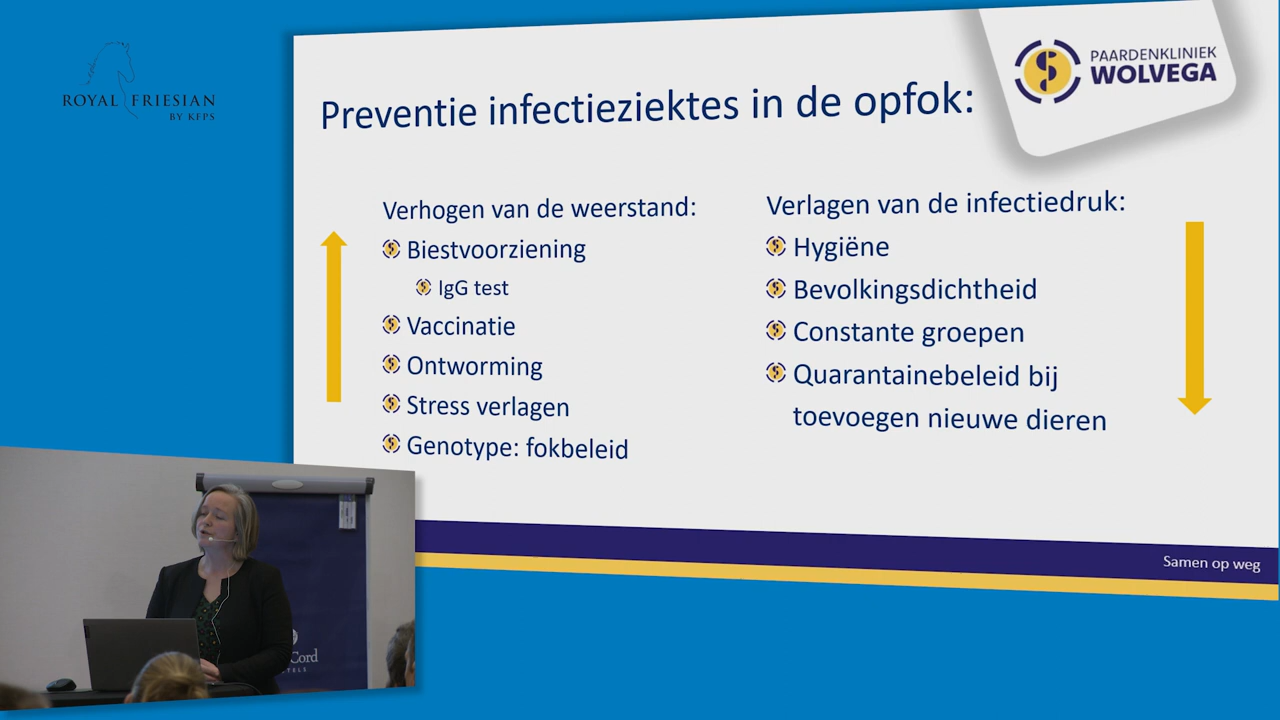 ROYAL FRIESIAN
BY KFPS
PAARDENKLINIEK
WOLVEGA
Preventie infectieziektes in de opfok:
Verhogen van de weerstand:
Biestvoorziening
IgG test
Vaccinatie
Ontworming
Stress verlagen
Genotype: fokbeleid
Verlagen van de infectiedruk:
Hygiëne
Bevolkingsdichtheid
Constante groepen
Quarantainebeleid bij
toevoegen nieuwe dieren
Samen op weg